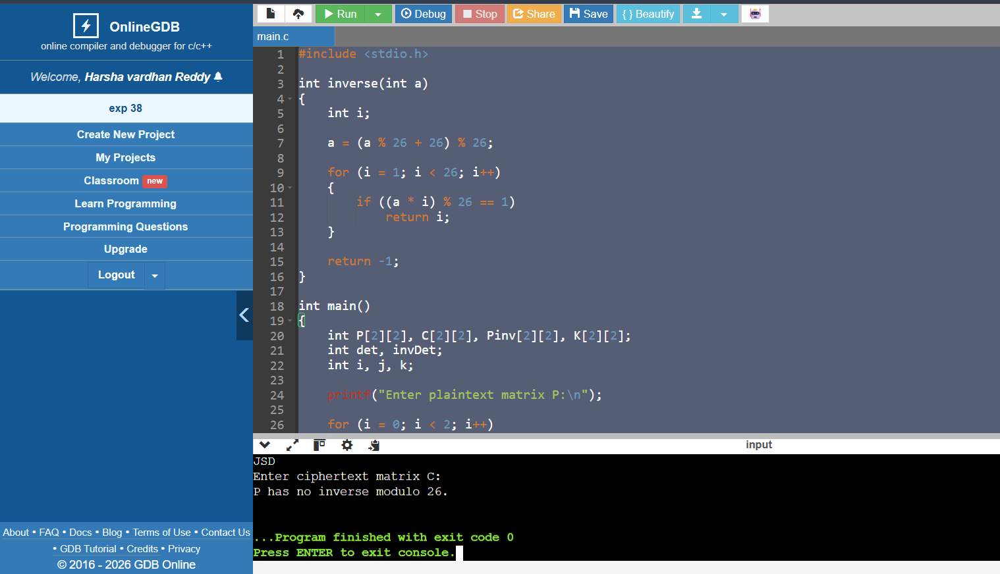 OnlineGDB
online compiler and debugger for c/c++
Welcome, Harsha vardhan Reddy
exp 38
Create New Project
My Projects
Classroom new
Learn Programming
Programming Questions
Upgrade
Logout
About • FAQ • Docs • Blog • Terms of Use • Contact Us
• GDB Tutorial • Credits • Privacy
© 2016 - 2026 GDB Online
Run Debug Stop Share Save { } Beautify
main.c
1 #include <stdio.h>
2
3 int inverse(int a)
4 {
5     int i;
6
7     a = (a % 26 + 26) % 26;
8
9     for (i = 1; i < 26; i++)
10     {
11         if ((a * i) % 26 == 1)
12             return i;
13     }
14
15     return -1;
16 }
17
18 int main()
19 {
20     int P[2][2], C[2][2], Pinv[2][2], K[2][2];
21     int det, invDet;
22     int i, j, k;
23
24     printf("Enter plaintext matrix P:\n");
25
26     for (i = 0; i < 2; i++)
input
JSD
Enter ciphertext matrix C:
P has no inverse modulo 26.
...Program finished with exit code 0
Press ENTER to exit console.